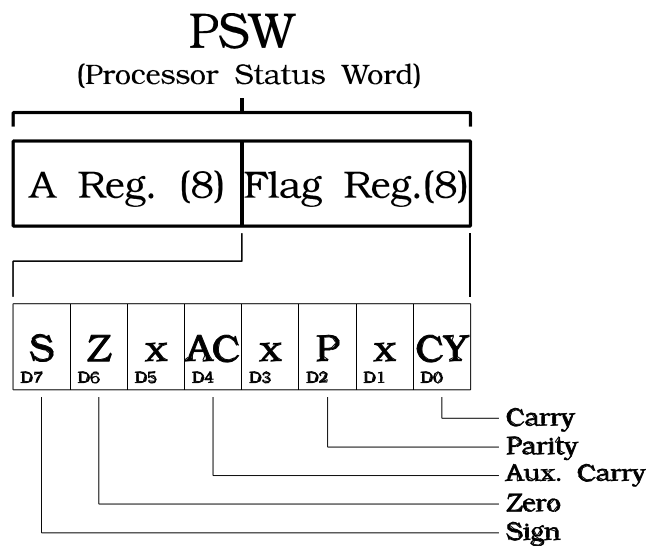 PSW
(Processor Status Word)
A Reg. (8) Flag Reg.(8)
S Z x AC x P x CY
D7 D6 D5 D4 D3 D2 D1 D0
Carry
Parity
Aux. Carry
Zero
Sign